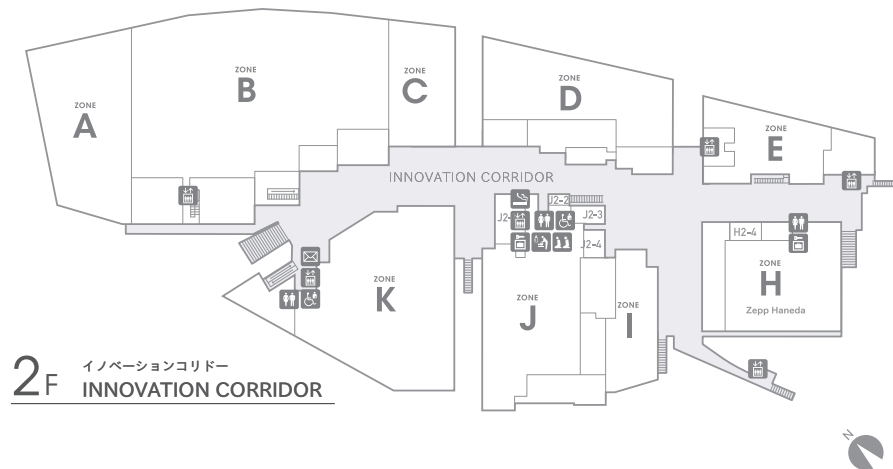 ZONE
A
ZONE
B
ZONE
C
ZONE
D
ZONE
E
INNOVATION CORRIDOR
J2-2
J2-
J2-3
J2-4
H2-4
ZONE
H
Zepp Haneda
ZONE
K
ZONE
J
ZONE
I
2F
イノベーションコリドー
INNOVATION CORRIDOR
N